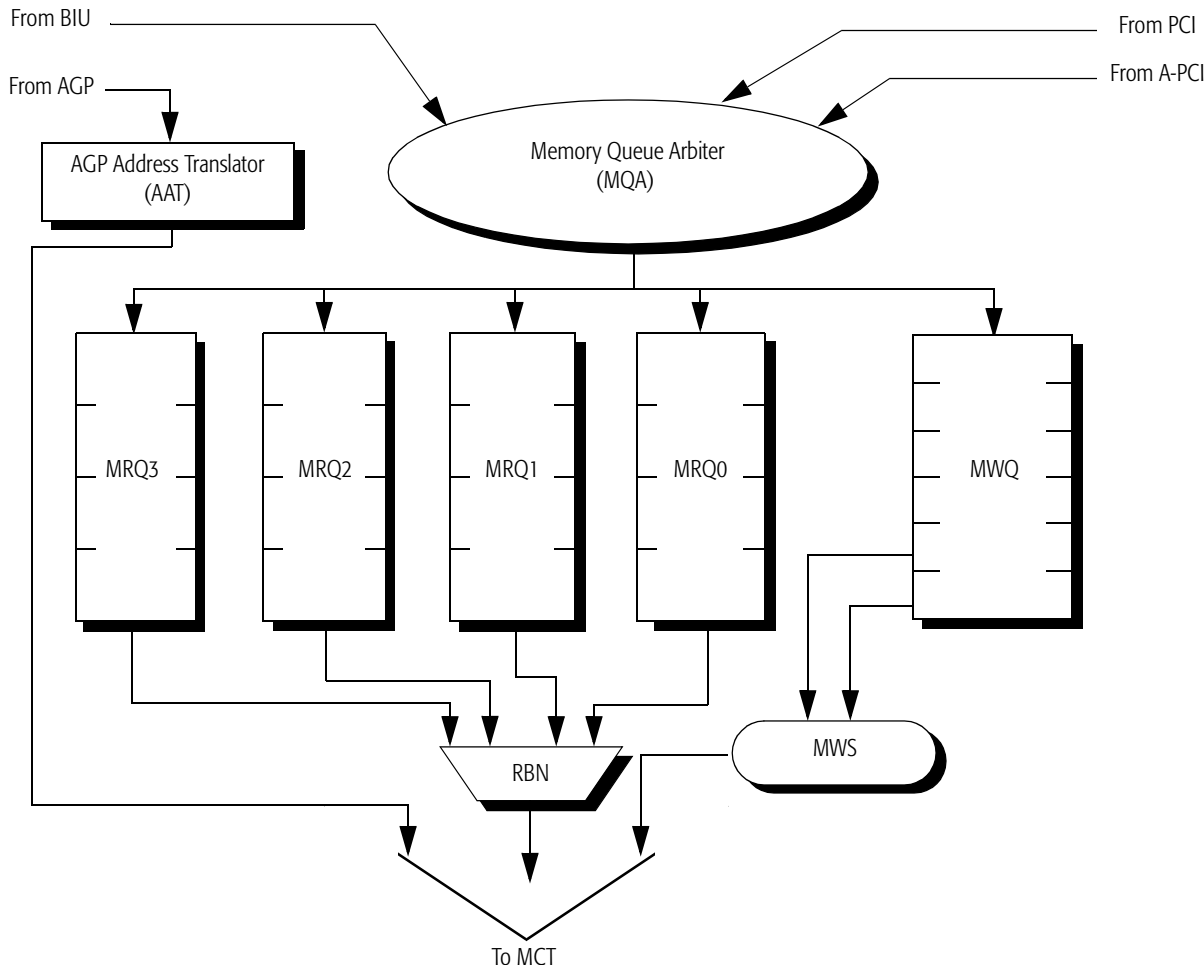 From BIU
From PCI
From A-PCI
From AGP
AGP Address Translator
(AAT)
Memory Queue Arbiter
(MQA)
MRQ3
MRQ2
MRQ1
MRQ0
MWQ
MWS
RBN
To MCT